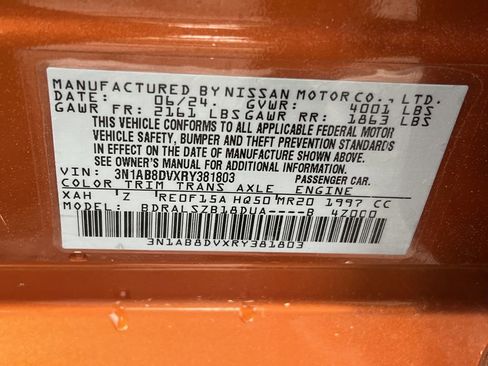 MANUFACTURED BY NISSAN MOTOR CO., LTD.
DATE: 06/24. GVWR: 4001 LBS
GAWR FR: 2161 LBS GAWR RR: 1863 LBS
THIS VEHICLE CONFORMS TO ALL APPLICABLE FEDERAL MOTOR
VEHICLE SAFETY, BUMPER AND THEFT PREVENTION STANDARDS
IN EFFECT ON THE DATE OF MANUFACTURE SHOWN ABOVE.
SEE OWNER'S MANUAL FOR ADDITIONAL INFORMATION.
VIN: 3N1AB8DVXRY381803 PASSENGER CAR.
COLOR TRIM TRANS AXLE ENGINE
XAH Z RE0F15A HQ50 MR20 1997 CC
MODEL: BDRALSZB18DUA----B 4Z000
3N1AB8DVXRY381803